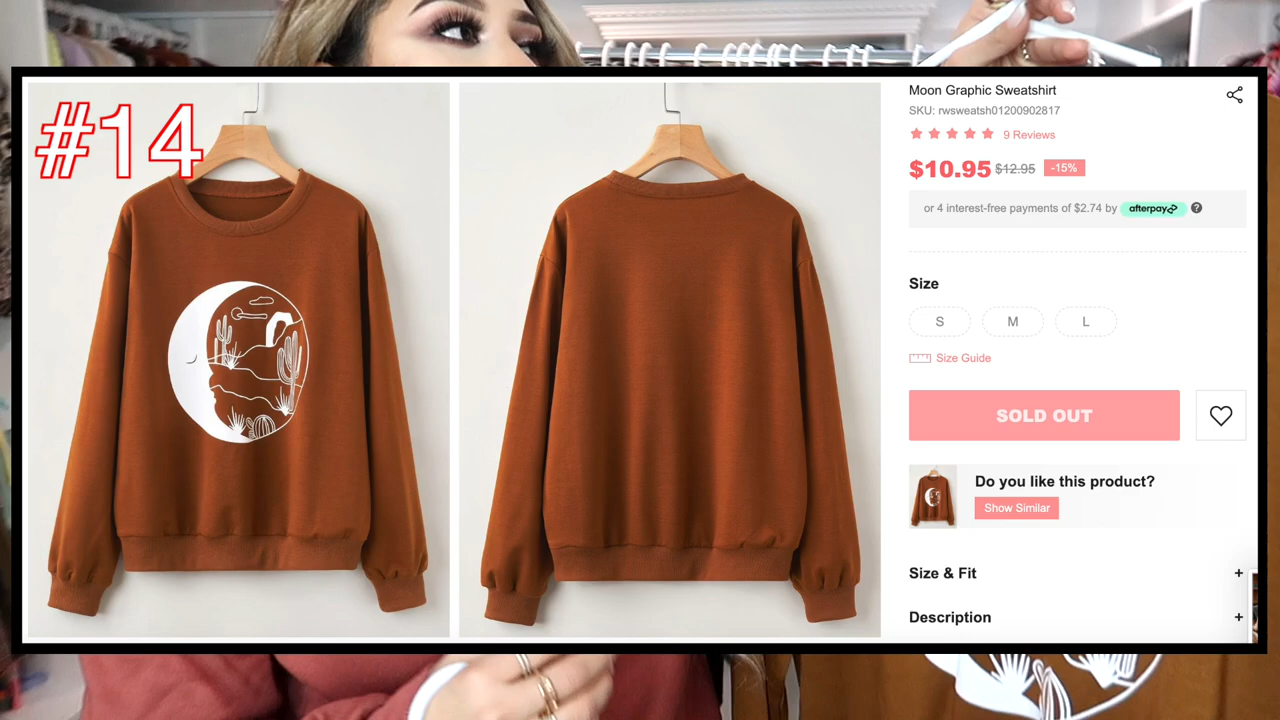 #14
Moon Graphic Sweatshirt
SKU: rwsweatsh01200902817
9 Reviews
$10.95 $12.95 -15%
or 4 interest-free payments of $2.74 by afterpay ?
Size
S M L
Size Guide
SOLD OUT
Do you like this product?
Show Similar
Size & Fit +
Description +